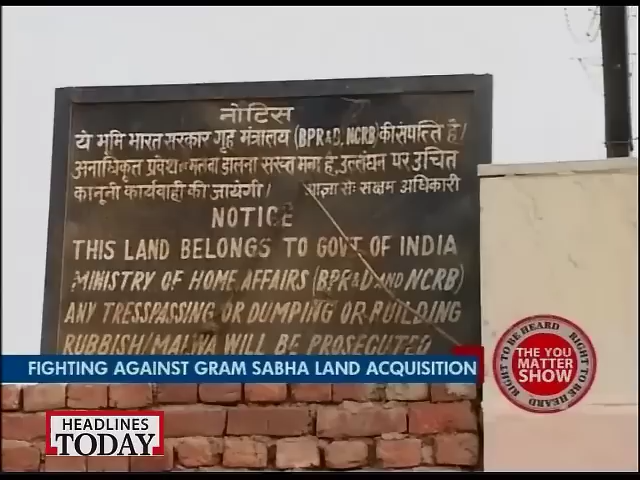 नोटिस
ये भूमि भारत सरकार गृह मंत्रालय (BPR&D, NCRB) की संपत्ति है।
अनाधिकृत प्रवेश डालना सख्त मना है, उल्लंघन पर उचित
कानूनी कार्यवाही की जायेगी। आज्ञा से: सक्षम अधिकारी
NOTICE
THIS LAND BELONGS TO GOVT OF INDIA
MINISTRY OF HOME AFFAIRS (BPR&D AND NCRB)
ANY TRESSPASSING OR DUMPING OR BUILDING
RUBBISH/MALWA WILL BE PROSECUTED
FIGHTING AGAINST GRAM SABHA LAND ACQUISITION
RIGHT TO BE HEARD RIGHT TO BE HEARD
THE YOU
MATTER
SHOW
HEADLINES
TODAY